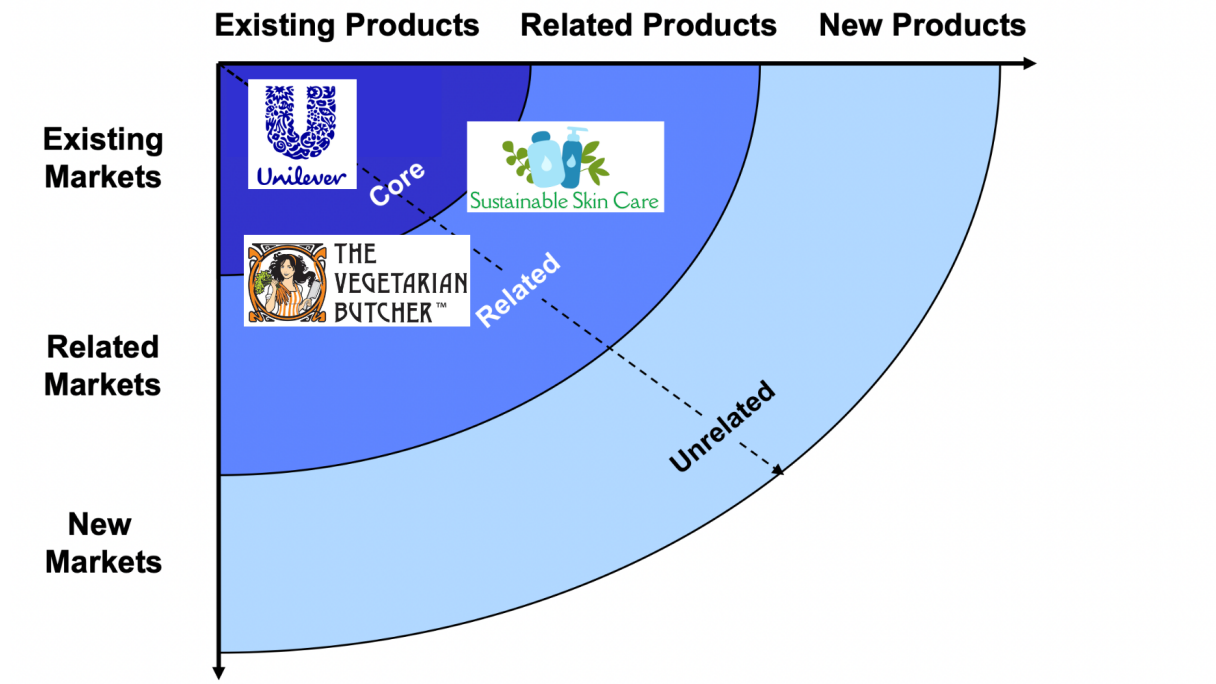 Existing Products
Related Products
New Products
Existing
Markets
Unilever
Core
Sustainable Skin Care
THE
VEGETARIAN
BUTCHER™
Related
Related
Markets
Unrelated
New
Markets